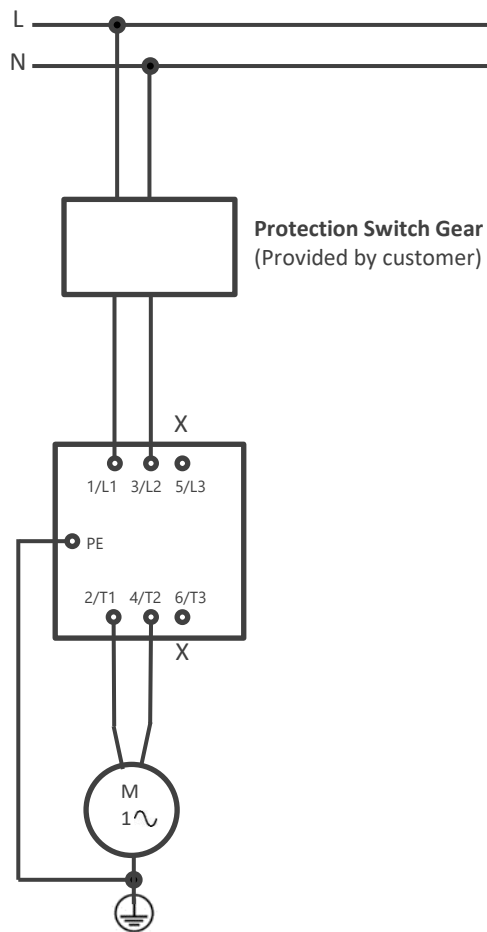 L
N
Protection Switch Gear
(Provided by customer)
X
1/L1 3/L2 5/L3
PE
2/T1 4/T2 6/T3
X
M
1∿